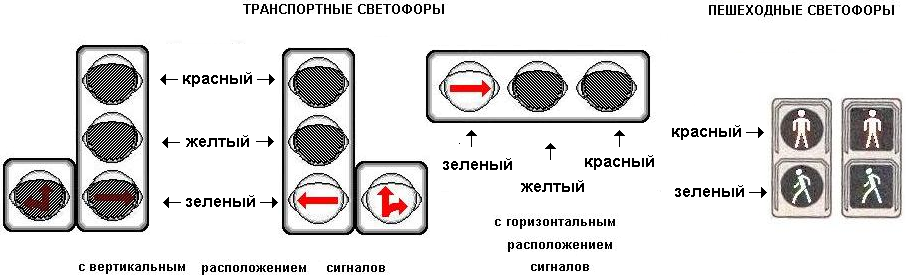 ТРАНСПОРТНЫЕ СВЕТОФОРЫ
ПЕШЕХОДНЫЕ СВЕТОФОРЫ
красный
желтый
зеленый
зеленый
желтый
красный
красный
зеленый
с вертикальным расположением сигналов
с горизонтальным
расположением
сигналов